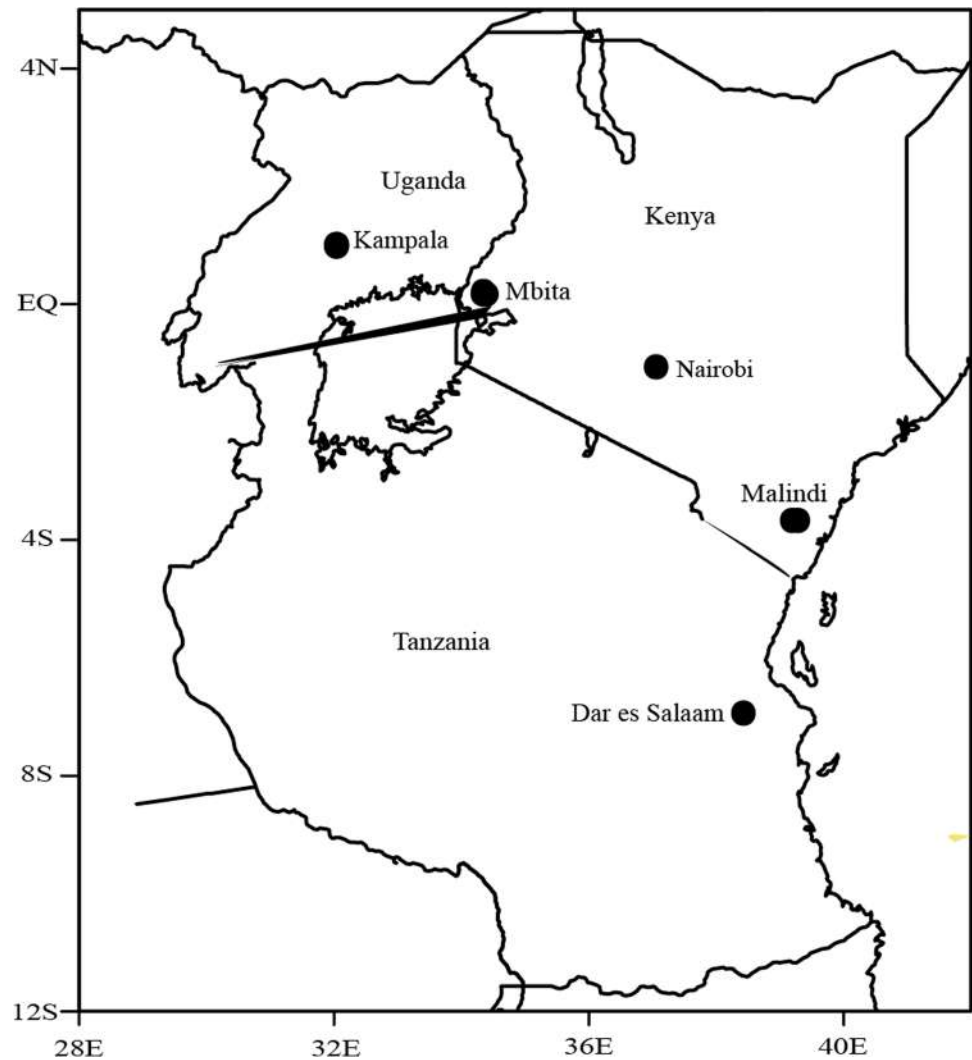 4N
Uganda
Kenya
Kampala
Mbita
EQ
Nairobi
Malindi
4S
Tanzania
Dar es Salaam
8S
12S
28E
32E
36E
40E